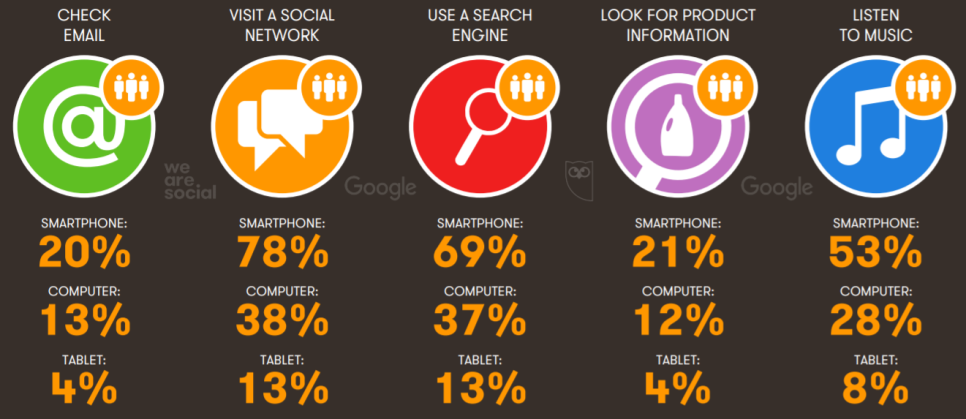 CHECK
EMAIL
VISIT A SOCIAL
NETWORK
USE A SEARCH
ENGINE
LOOK FOR PRODUCT
INFORMATION
LISTEN
TO MUSIC
@
we
are
social
Google
Google
SMARTPHONE:
20%
SMARTPHONE:
78%
SMARTPHONE:
69%
SMARTPHONE:
21%
SMARTPHONE:
53%
COMPUTER:
13%
COMPUTER:
38%
COMPUTER:
37%
COMPUTER:
12%
COMPUTER:
28%
TABLET:
4%
TABLET:
13%
TABLET:
13%
TABLET:
4%
TABLET:
8%